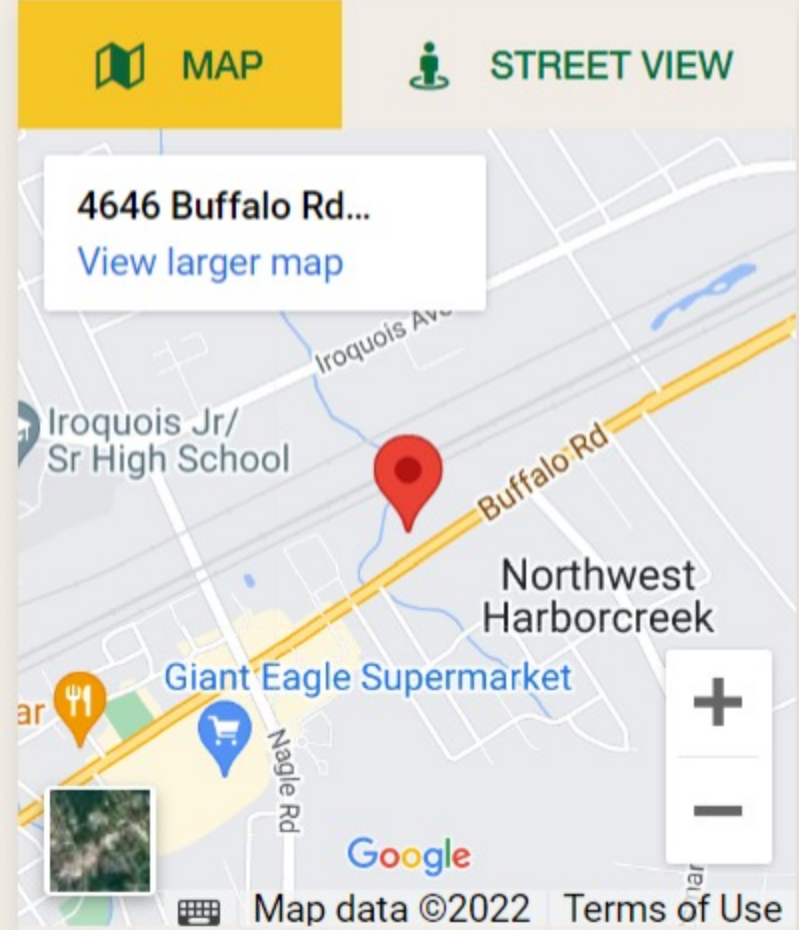 MAP
STREET VIEW
4646 Buffalo Rd...
View larger map
Iroquois Ave
Iroquois Jr/
Sr High School
Buffalo Rd
Northwest
Harborcreek
Giant Eagle Supermarket
ar
Nagle Rd
Google
Map data ©2022
Terms of Use